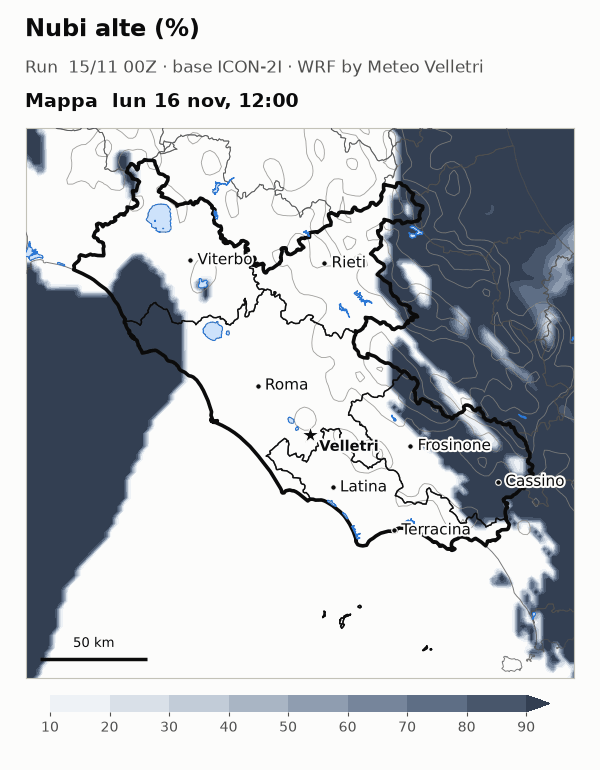 Nubi alte (%)
Run  15/11 00Z · base ICON-2I · WRF by Meteo Velletri
Mappa  lun 16 nov, 12:00
Viterbo
Rieti
Roma
Velletri
Frosinone
Latina
Cassino
Terracina
50 km
10 20 30 40 50 60 70 80 90